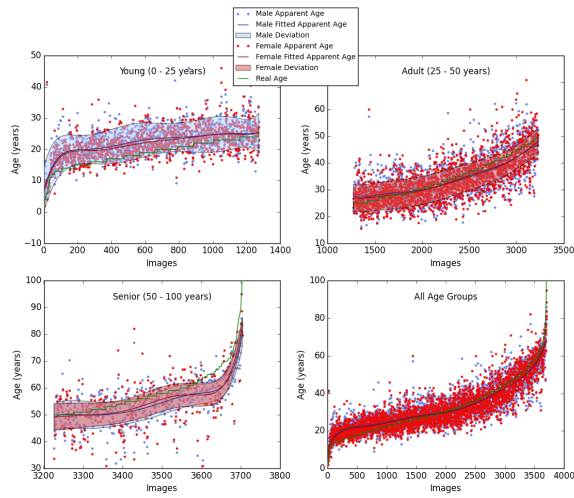 Male Apparent Age
Male Fitted Apparent Age
Male Deviation
Female Apparent Age
Female Fitted Apparent Age
Female Deviation
Real Age
Young (0 - 25 years)
Age (years)
50
40
30
20
10
0
−10
0 200 400 600 800 1000 1200 1400
Images
Adult (25 - 50 years)
Age (years)
60
50
40
30
20
10
1000 1500 2000 2500 3000 3500
Images
Senior (50 - 100 years)
Age (years)
100
90
80
70
60
50
40
30
3200 3300 3400 3500 3600 3700 3800
Images
All Age Groups
Age (years)
100
80
60
40
20
0
0 500 1000 1500 2000 2500 3000 3500 4000
Images